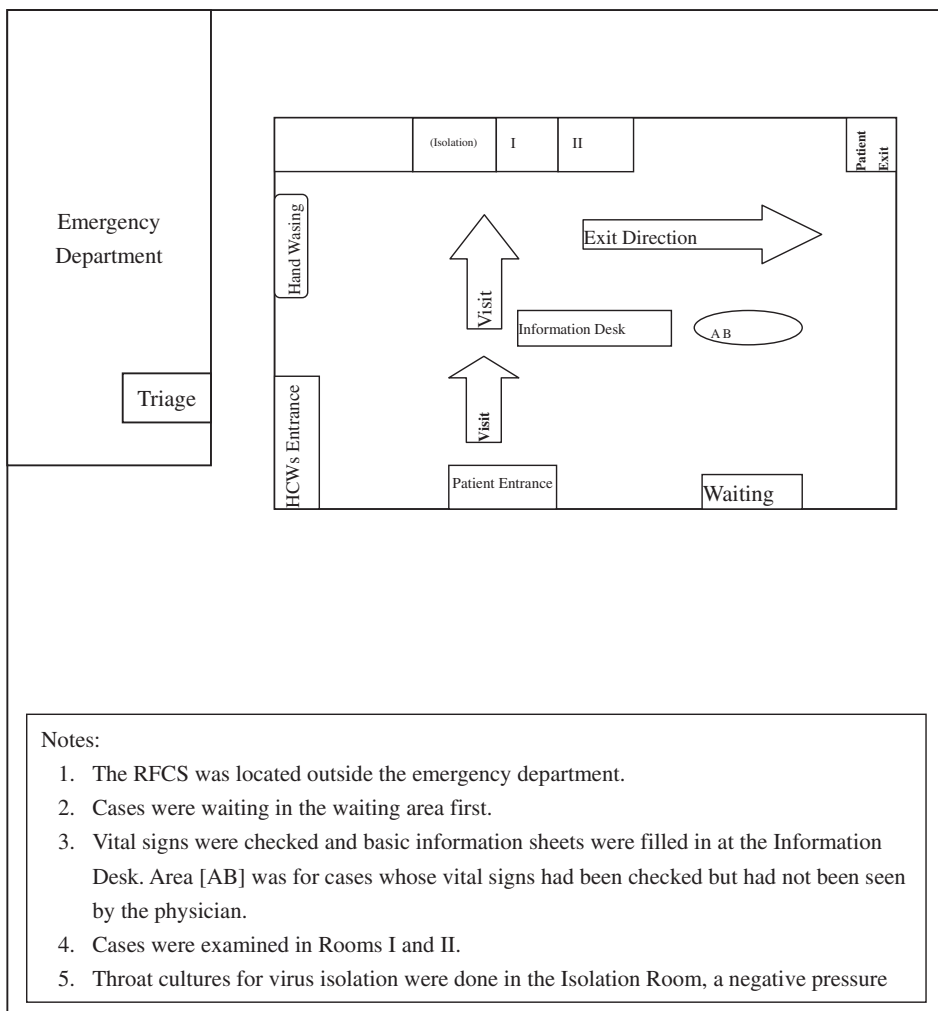 (Isolation)
I
II
Patient
Exit
Emergency
Department
Hand Wasing
Exit Direction
Visit
Information Desk
A B
Triage
HCWs Entrance
Visit
Patient Entrance
Waiting
Notes:
1. The RFCS was located outside the emergency department.
2. Cases were waiting in the waiting area first.
3. Vital signs were checked and basic information sheets were filled in at the Information
Desk. Area [AB] was for cases whose vital signs had been checked but had not been seen
by the physician.
4. Cases were examined in Rooms I and II.
5. Throat cultures for virus isolation were done in the Isolation Room, a negative pressure